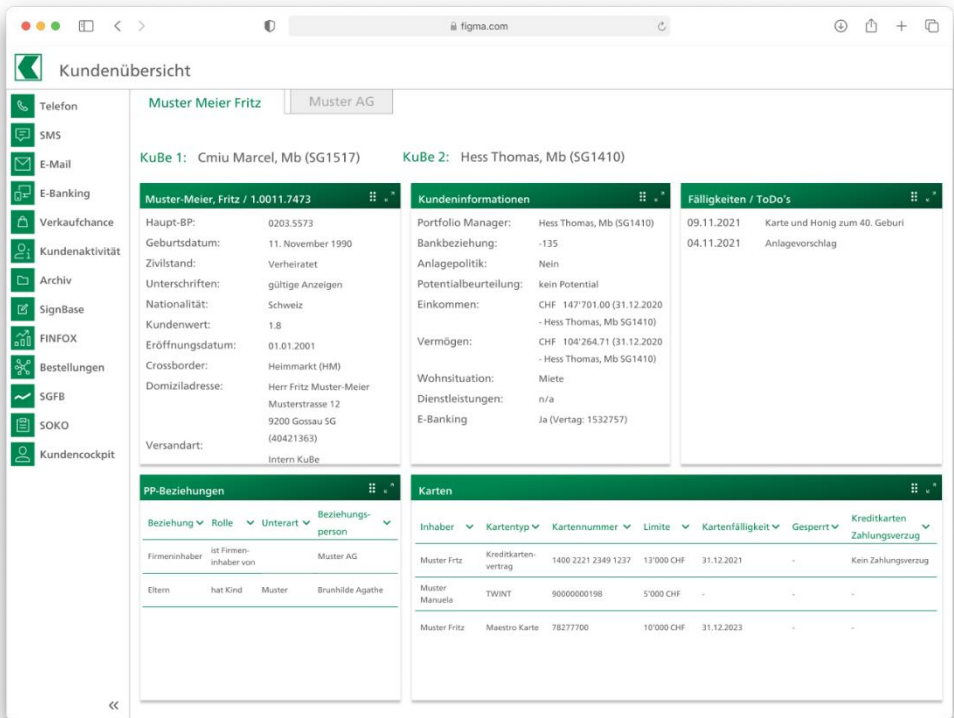 figma.com
Kundenübersicht
Telefon
SMS
E-Mail
E-Banking
Verkaufchance
Kundenaktivität
Archiv
SignBase
FINFOX
Bestellungen
SGFB
SOKO
Kundencockpit
«
Muster Meier Fritz
Muster AG
KuBe 1: Cmiu Marcel, Mb (SG1517)
KuBe 2: Hess Thomas, Mb (SG1410)
Muster-Meier, Fritz / 1.0011.7473
Haupt-BP: 0203.5573
Geburtsdatum: 11. November 1990
Zivilstand: Verheiratet
Unterschriften: gültige Anzeigen
Nationalität: Schweiz
Kundenwert: 1.8
Eröffnungsdatum: 01.01.2001
Crossborder: Heimmarkt (HM)
Domiziladresse: Herr Fritz Muster-Meier
Musterstrasse 12
9200 Gossau SG
(40421363)
Versandart:
Intern KuBe
Kundeninformationen
Portfolio Manager: Hess Thomas, Mb (SG1410)
Bankbeziehung: -135
Anlagepolitik: Nein
Potentialbeurteilung: kein Potential
Einkommen: CHF 147'701.00 (31.12.2020
- Hess Thomas, Mb SG1410)
Vermögen: CHF 104'264.71 (31.12.2020
- Hess Thomas, Mb SG1410)
Wohnsituation: Miete
Dienstleistungen: n/a
E-Banking Ja (Vertag: 1532757)
Fälligkeiten / ToDo's
09.11.2021 Karte und Honig zum 40. Geburi
04.11.2021 Anlagevorschlag
PP-Beziehungen
Beziehung Rolle Unterart Beziehungs-
person
Firmeninhaber ist Firmen-
inhaber von Muster AG
Eltern hat Kind Muster Brunhilde Agathe
Karten
Inhaber Kartentyp Kartennummer Limite Kartenfälligkeit Gesperrt Kreditkarten
Zahlungsverzug
Muster Frtz Kreditkarten-
vertrag 1400 2221 2349 1237 13'000 CHF 31.12.2021 - Kein Zahlungsverzug
Muster
Manuela TWINT 90000000198 5'000 CHF - - -
Muster Fritz Maestro Karte 78277700 10'000 CHF 31.12.2023 - -